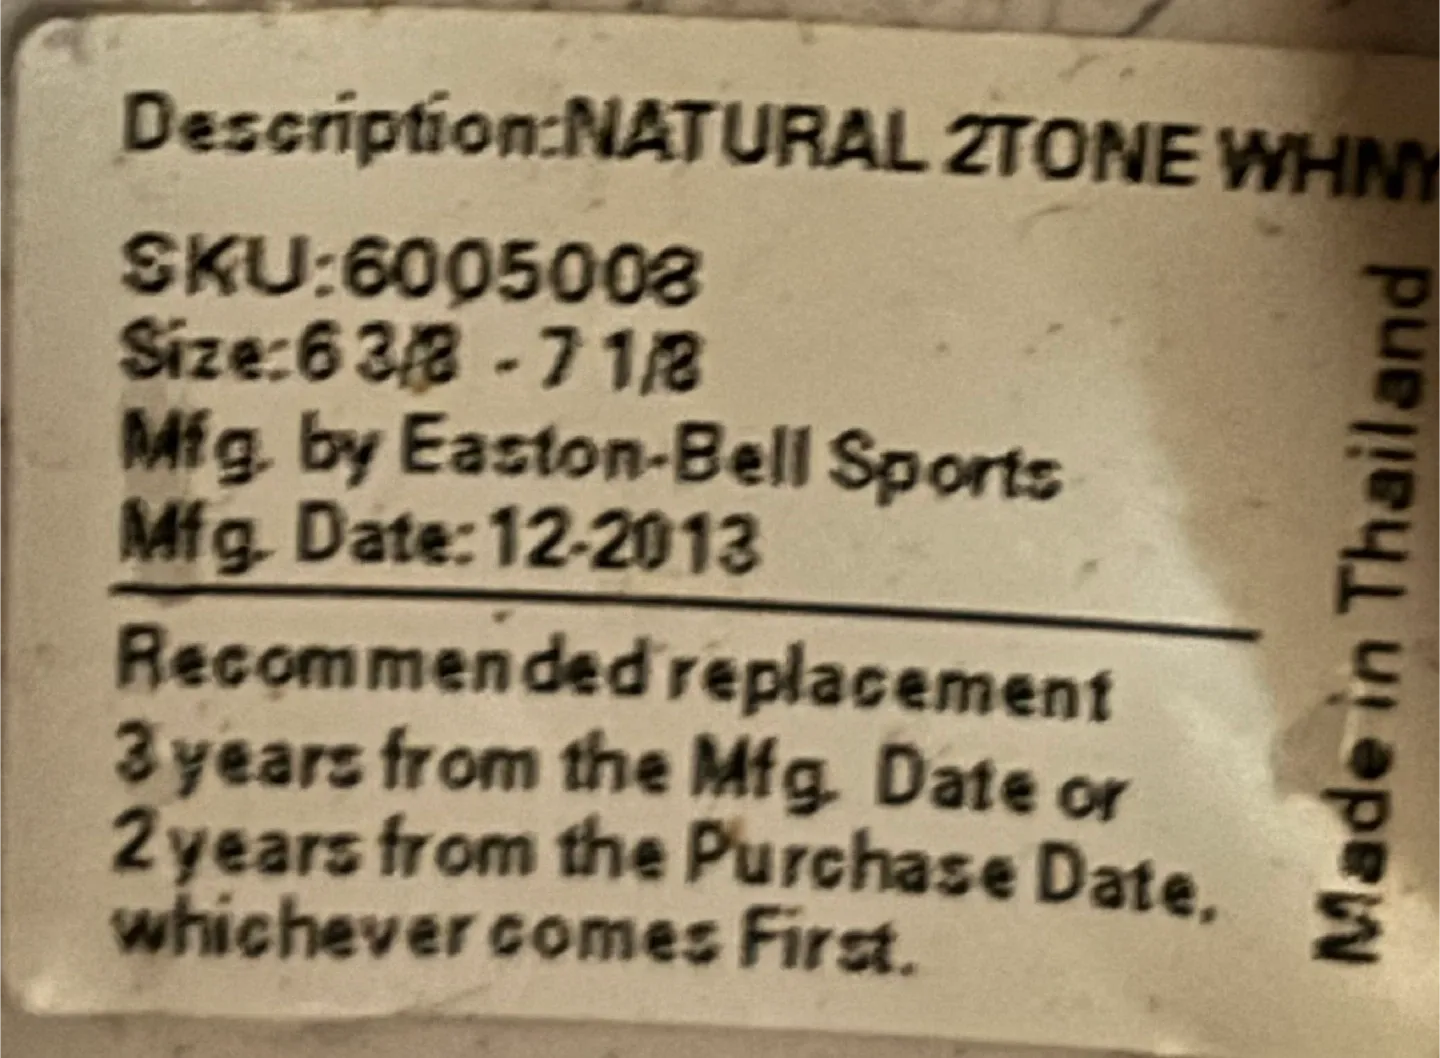 Description:NATURAL 2TONE WHNY
SKU:6005008
Size:6 3/8 - 7 1/8
Mfg. by Easton-Bell Sports
Mfg. Date: 12-2013
Recommended replacement
3 years from the Mfg. Date or
2 years from the Purchase Date,
whichever comes First.
Made in Thailand